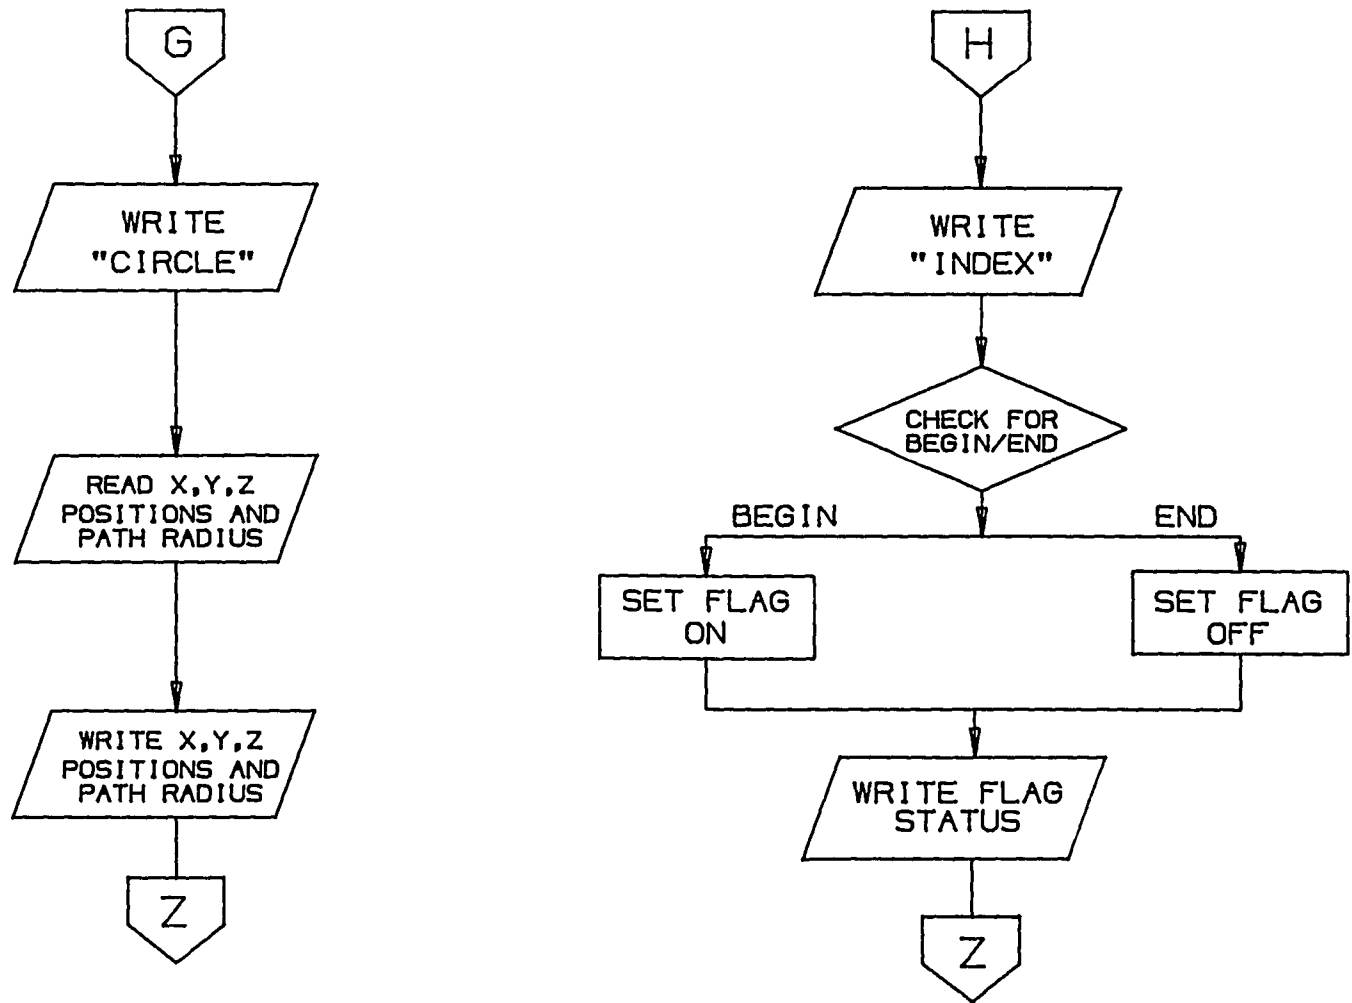 G
WRITE
"CIRCLE"
READ X,Y,Z
POSITIONS AND
PATH RADIUS
WRITE X,Y,Z
POSITIONS AND
PATH RADIUS
Z
H
WRITE
"INDEX"
CHECK FOR
BEGIN/END
BEGIN
END
SET FLAG
ON
SET FLAG
OFF
WRITE FLAG
STATUS
Z